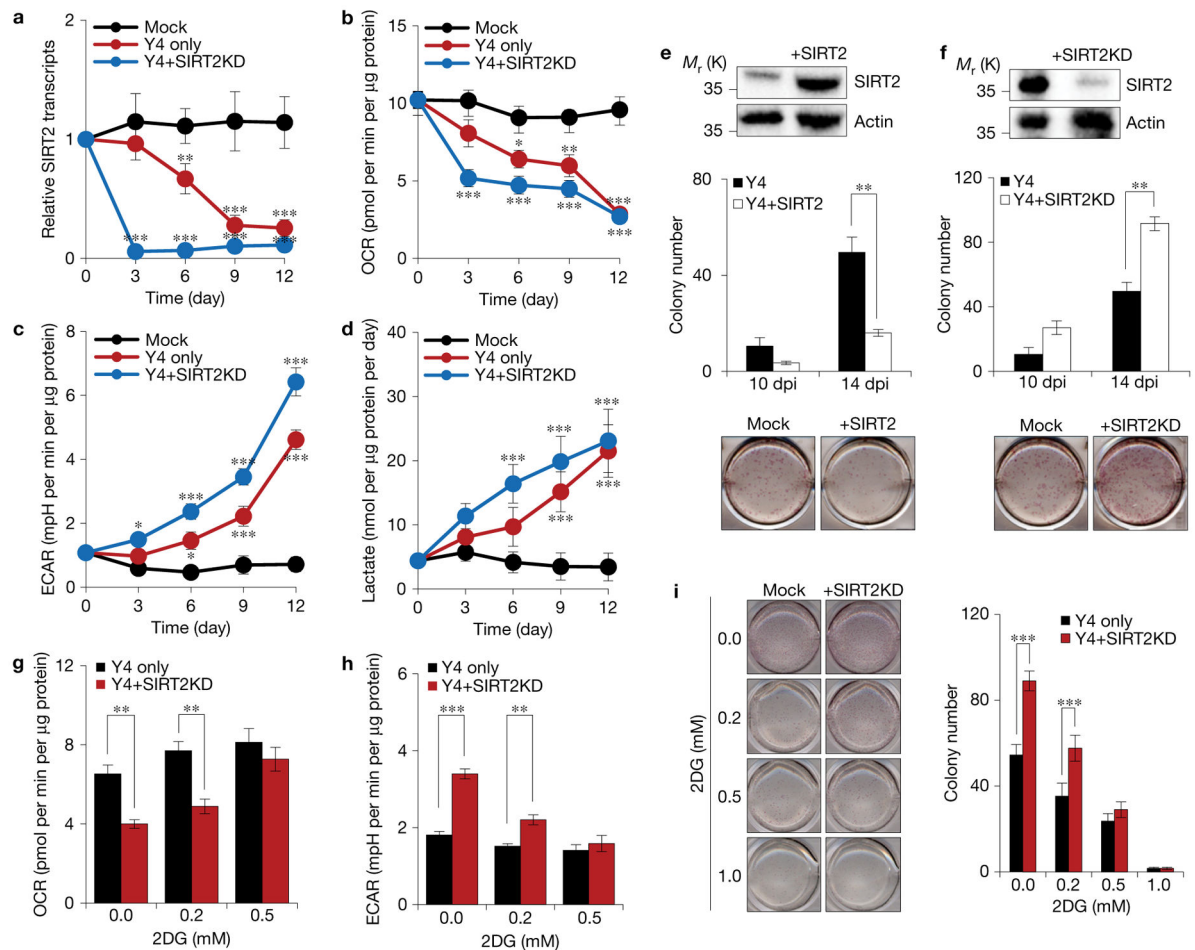 a
Relative SIRT2 transcripts
2
1
0
Mock
Y4 only
Y4+SIRT2KD
**
***
***
***
***
***
***
0 3 6 9 12
Time (day)
b
OCR (pmol per min per µg protein)
15
10
5
0
Mock
Y4 only
Y4+SIRT2KD
*
**
***
***
***
***
***
0 3 6 9 12
Time (day)
c
ECAR (mpH per min per µg protein)
8
6
4
2
0
Mock
Y4 only
Y4+SIRT2KD
*
***
***
***
*
***
***
0 3 6 9 12
Time (day)
d
Lactate (nmol per µg protein per day)
40
30
20
10
0
Mock
Y4 only
Y4+SIRT2KD
***
***
***
***
***
0 3 6 9 12
Time (day)
e
+SIRT2
Mr (K)
35
SIRT2
35
Actin
Colony number
80
40
0
Y4
Y4+SIRT2
**
10 dpi 14 dpi
Mock +SIRT2
f
+SIRT2KD
Mr (K)
35
SIRT2
35
Actin
Colony number
120
80
40
0
Y4
Y4+SIRT2KD
**
10 dpi 14 dpi
Mock +SIRT2KD
g
OCR (pmol per min per µg protein)
12
8
4
0
Y4 only
Y4+SIRT2KD
**
**
0.0 0.2 0.5
2DG (mM)
h
ECAR (mpH per min per µg protein)
6
4
2
0
Y4 only
Y4+SIRT2KD
***
**
0.0 0.2 0.5
2DG (mM)
i
Mock +SIRT2KD
2DG (mM)
0.0
0.2
0.5
1.0
Colony number
120
90
60
30
0
Y4 only
Y4+SIRT2KD
***
***
0.0 0.2 0.5 1.0
2DG (mM)